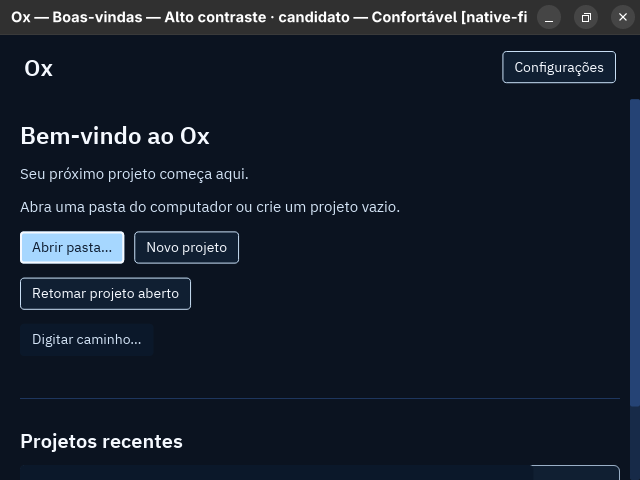 Ox — Boas-vindas — Alto contraste · candidato — Confortável [native-fi
Ox
Configurações
Bem-vindo ao Ox
Seu próximo projeto começa aqui.
Abra uma pasta do computador ou crie um projeto vazio.
Abrir pasta...
Novo projeto
Retomar projeto aberto
Digitar caminho...
Projetos recentes